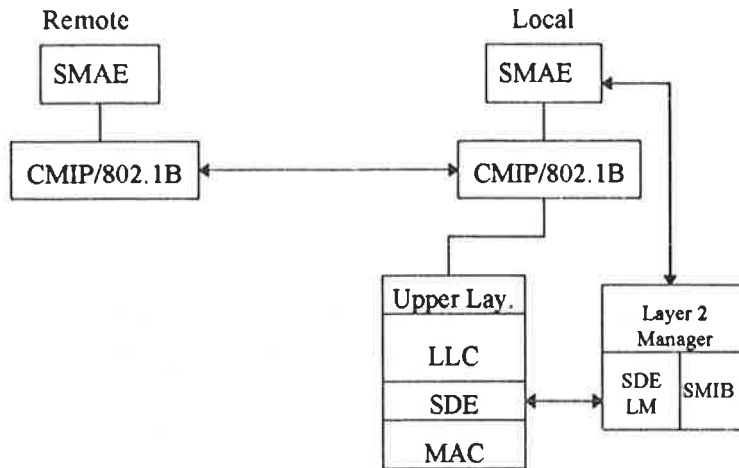 Remote
Local
SMAE
SMAE
CMIP/802.1B
CMIP/802.1B
Upper Lay.
LLC
SDE
MAC
Layer 2
Manager
SDE
LM
SMIB